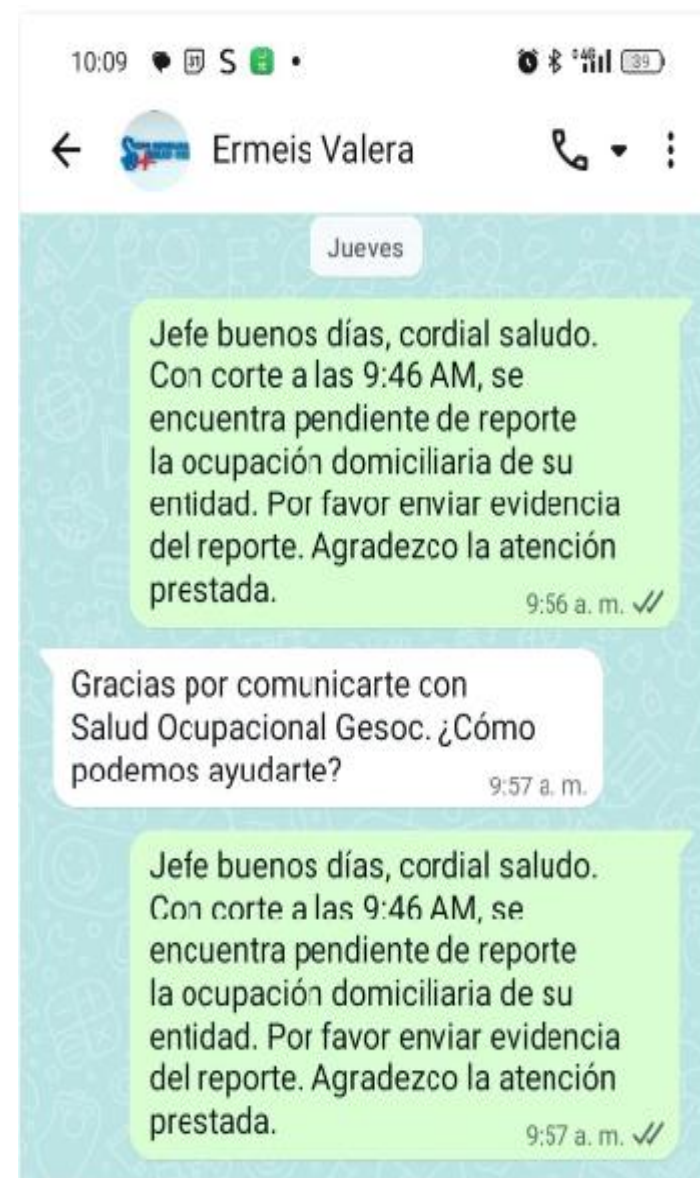 10:09 31 S 4G 39
Ermeis Valera
Jueves
Jefe buenos días, cordial saludo.
Con corte a las 9:46 AM, se
encuentra pendiente de reporte
la ocupación domiciliaria de su
entidad. Por favor enviar evidencia
del reporte. Agradezco la atención
prestada.
9:56 a. m.
Gracias por comunicarte con
Salud Ocupacional Gesoc. ¿Cómo
podemos ayudarte?
9:57 a. m.
Jefe buenos días, cordial saludo.
Con corte a las 9:46 AM, se
encuentra pendiente de reporte
la ocupación domiciliaria de su
entidad. Por favor enviar evidencia
del reporte. Agradezco la atención
prestada.
9:57 a. m.